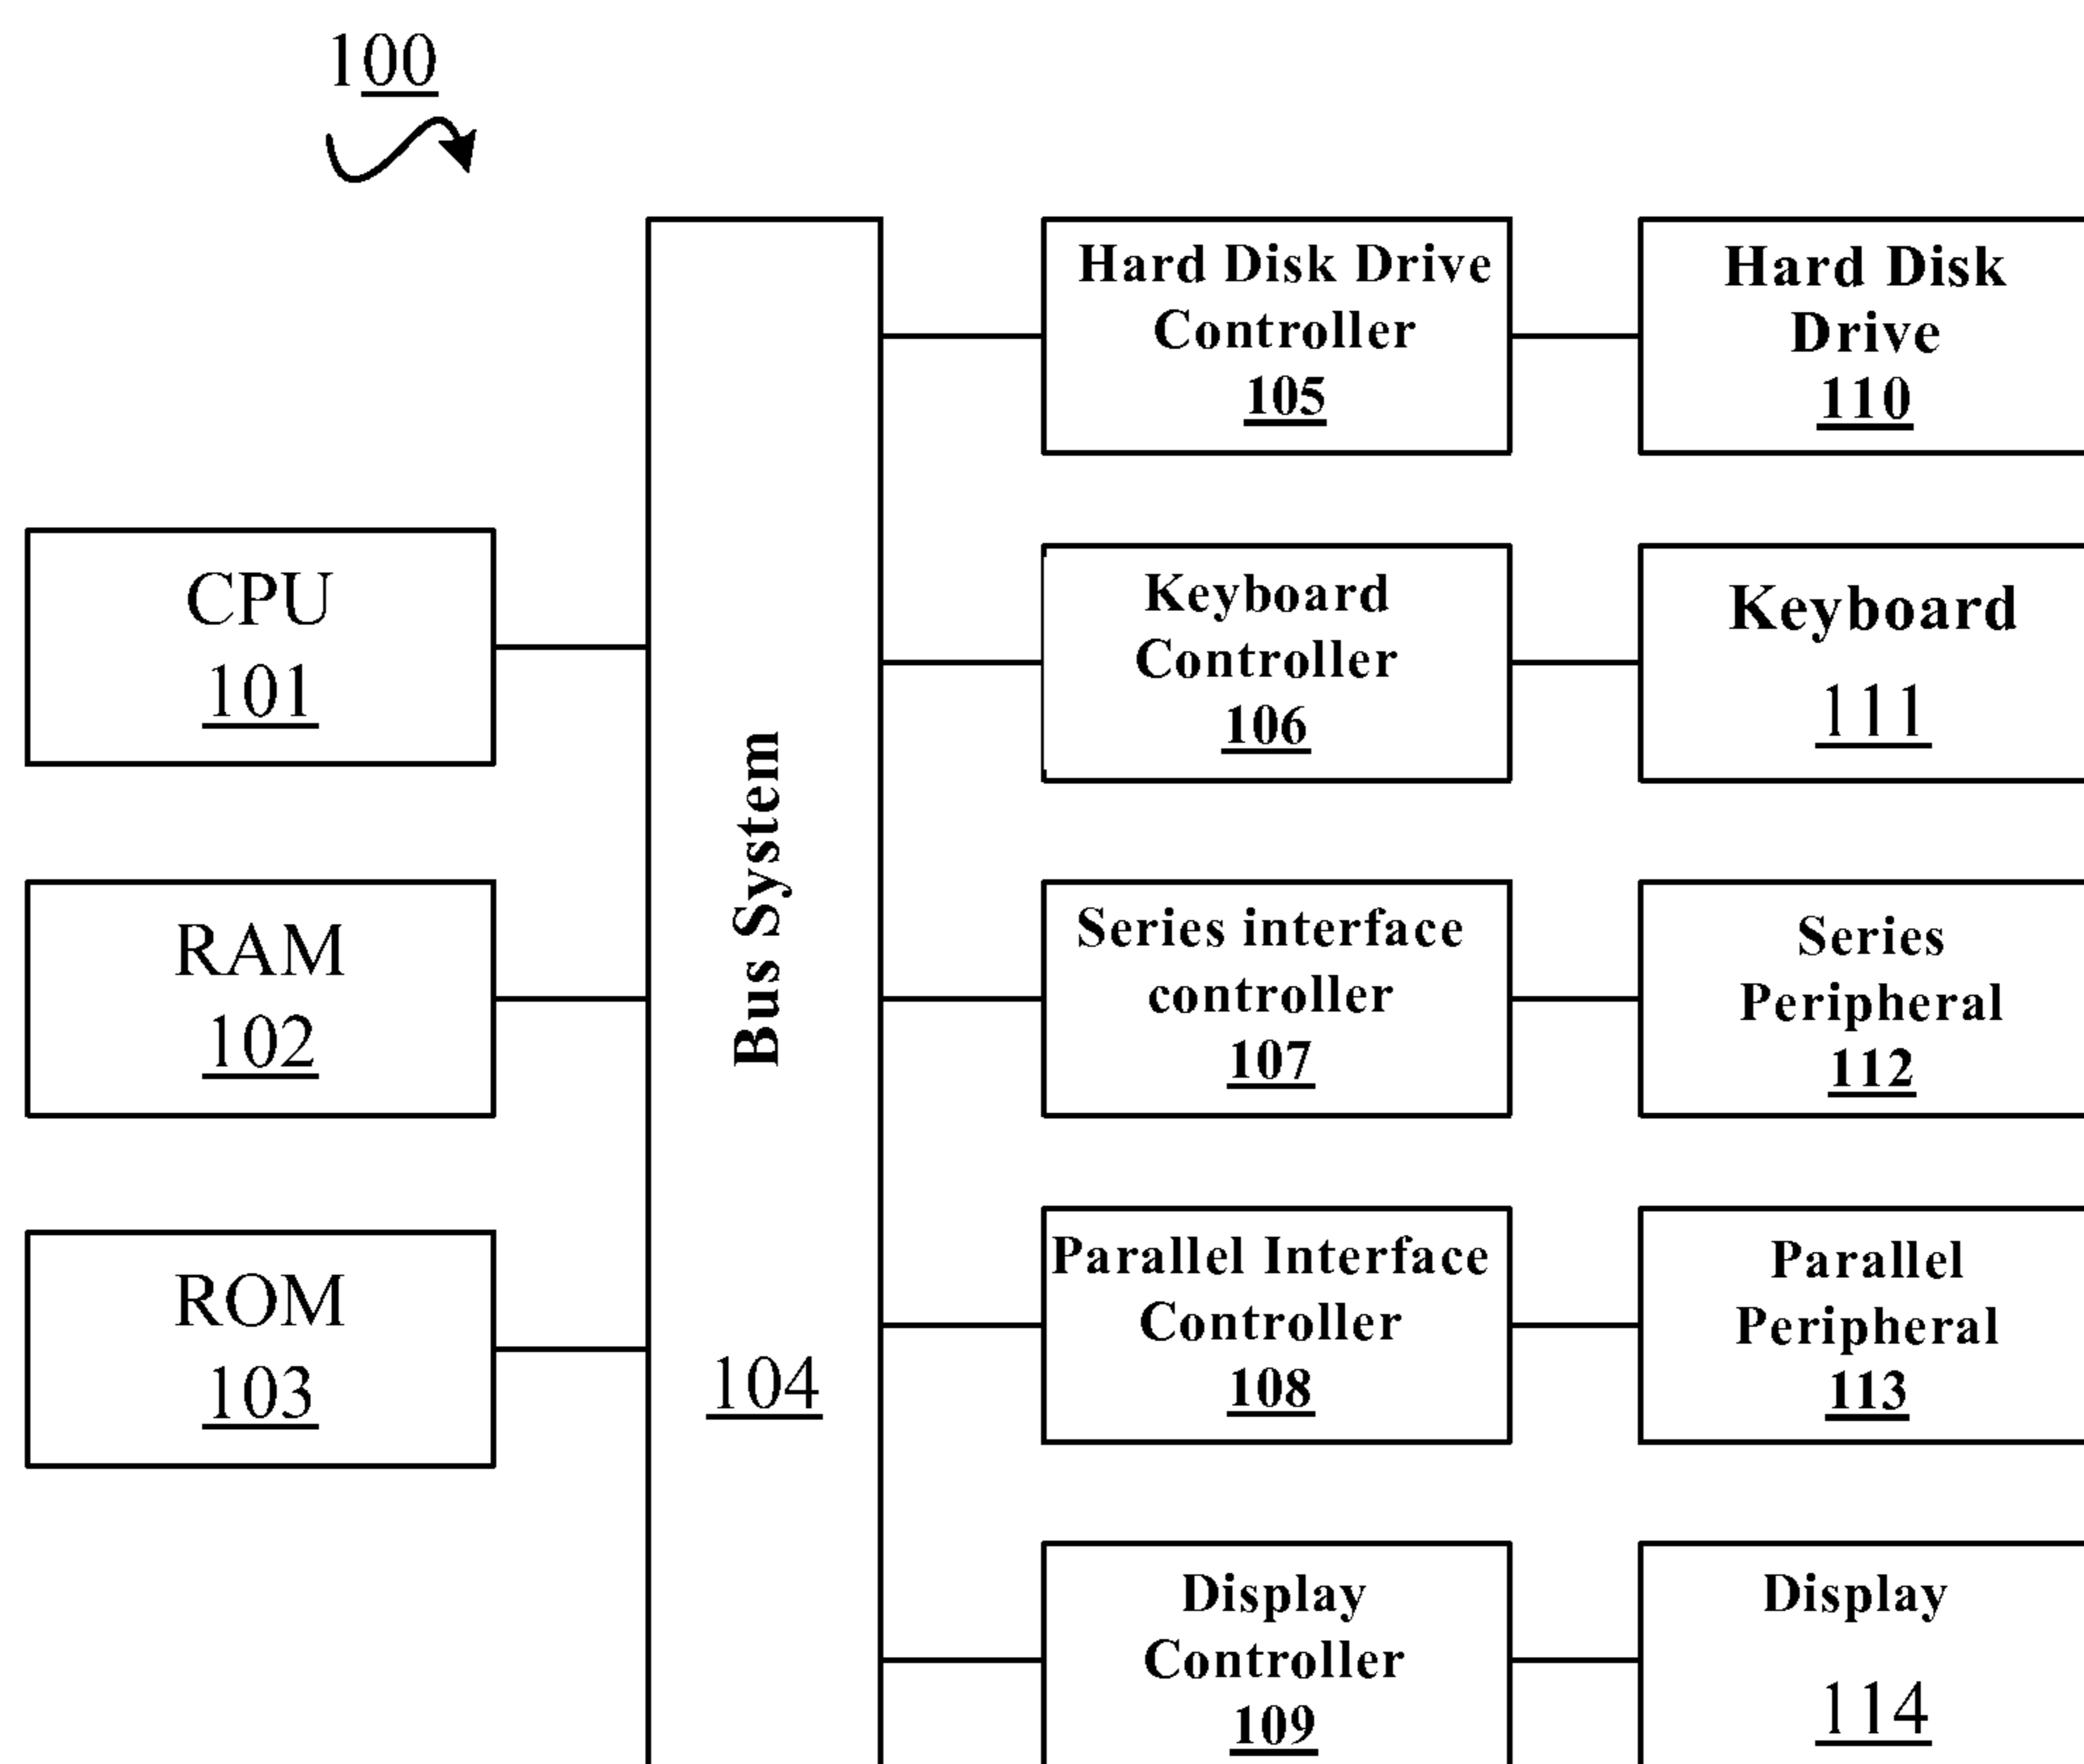 100
Hard Disk Drive
Controller
105
Hard Disk
Drive
110
CPU
101
Keyboard
Controller
106
Keyboard
111
RAM
102
Bus System
104
Series interface
controller
107
Series
Peripheral
112
ROM
103
Parallel Interface
Controller
108
Parallel
Peripheral
113
Display
Controller
109
Display
114